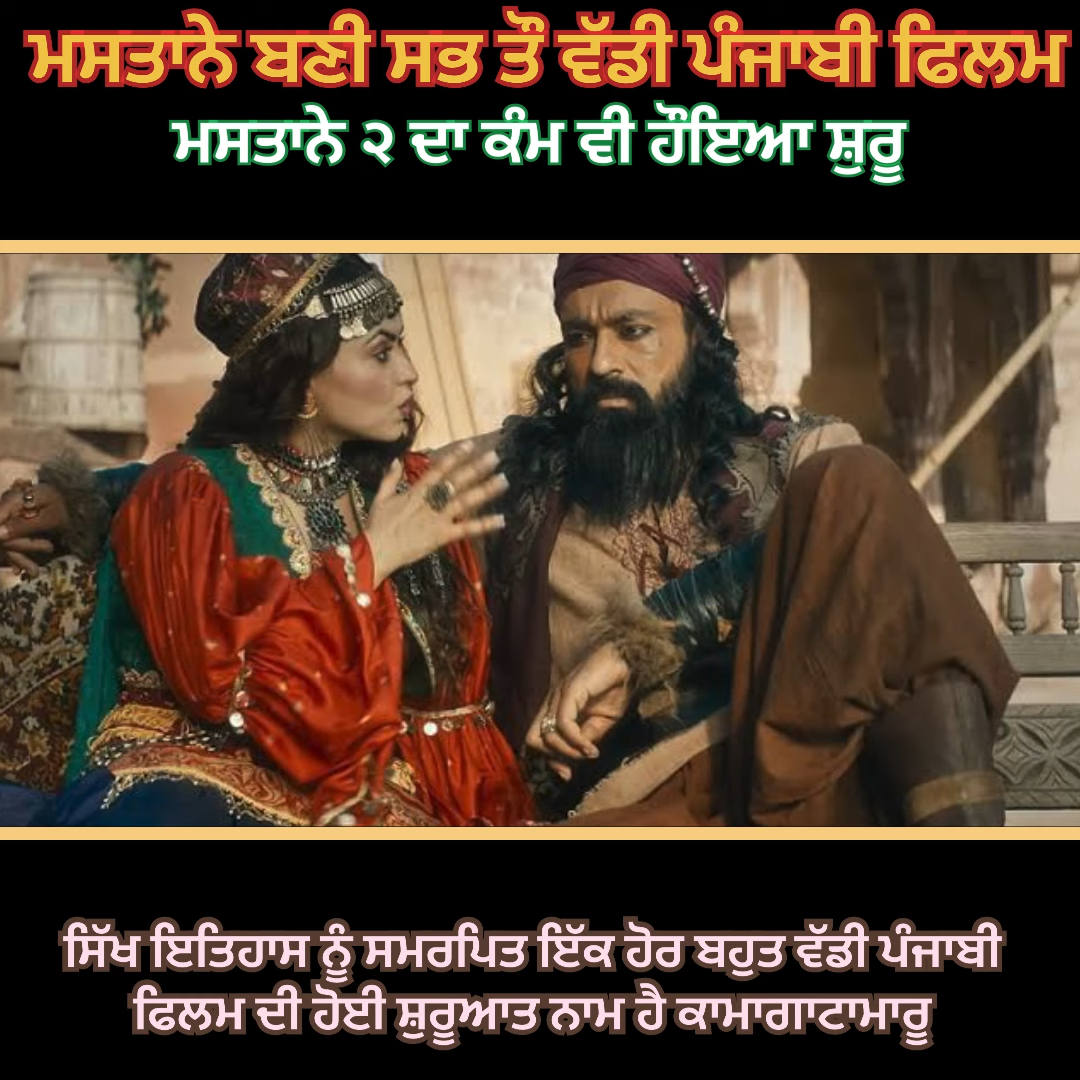 ਮਸਤਾਨੇ ਬਣੀ ਸਭ ਤੌ ਵੱਡੀ ਪੰਜਾਬੀ ਫਿਲਮ
ਮਸਤਾਨੇ ੨ ਦਾ ਕੰਮ ਵੀ ਹੌਇਆ ਸ਼ੁਰੂ
ਸਿੱਖ ਇਤਿਹਾਸ ਨੂੰ ਸਮਰਪਿਤ ਇੱਕ ਹੋਰ ਬਹੁਤ ਵੱਡੀ ਪੰਜਾਬੀ
ਫਿਲਮ ਦੀ ਹੋਈ ਸ਼ੁਰੂਆਤ ਨਾਮ ਹੈ ਕਾਮਾਗਾਟਾਮਾਰੂ